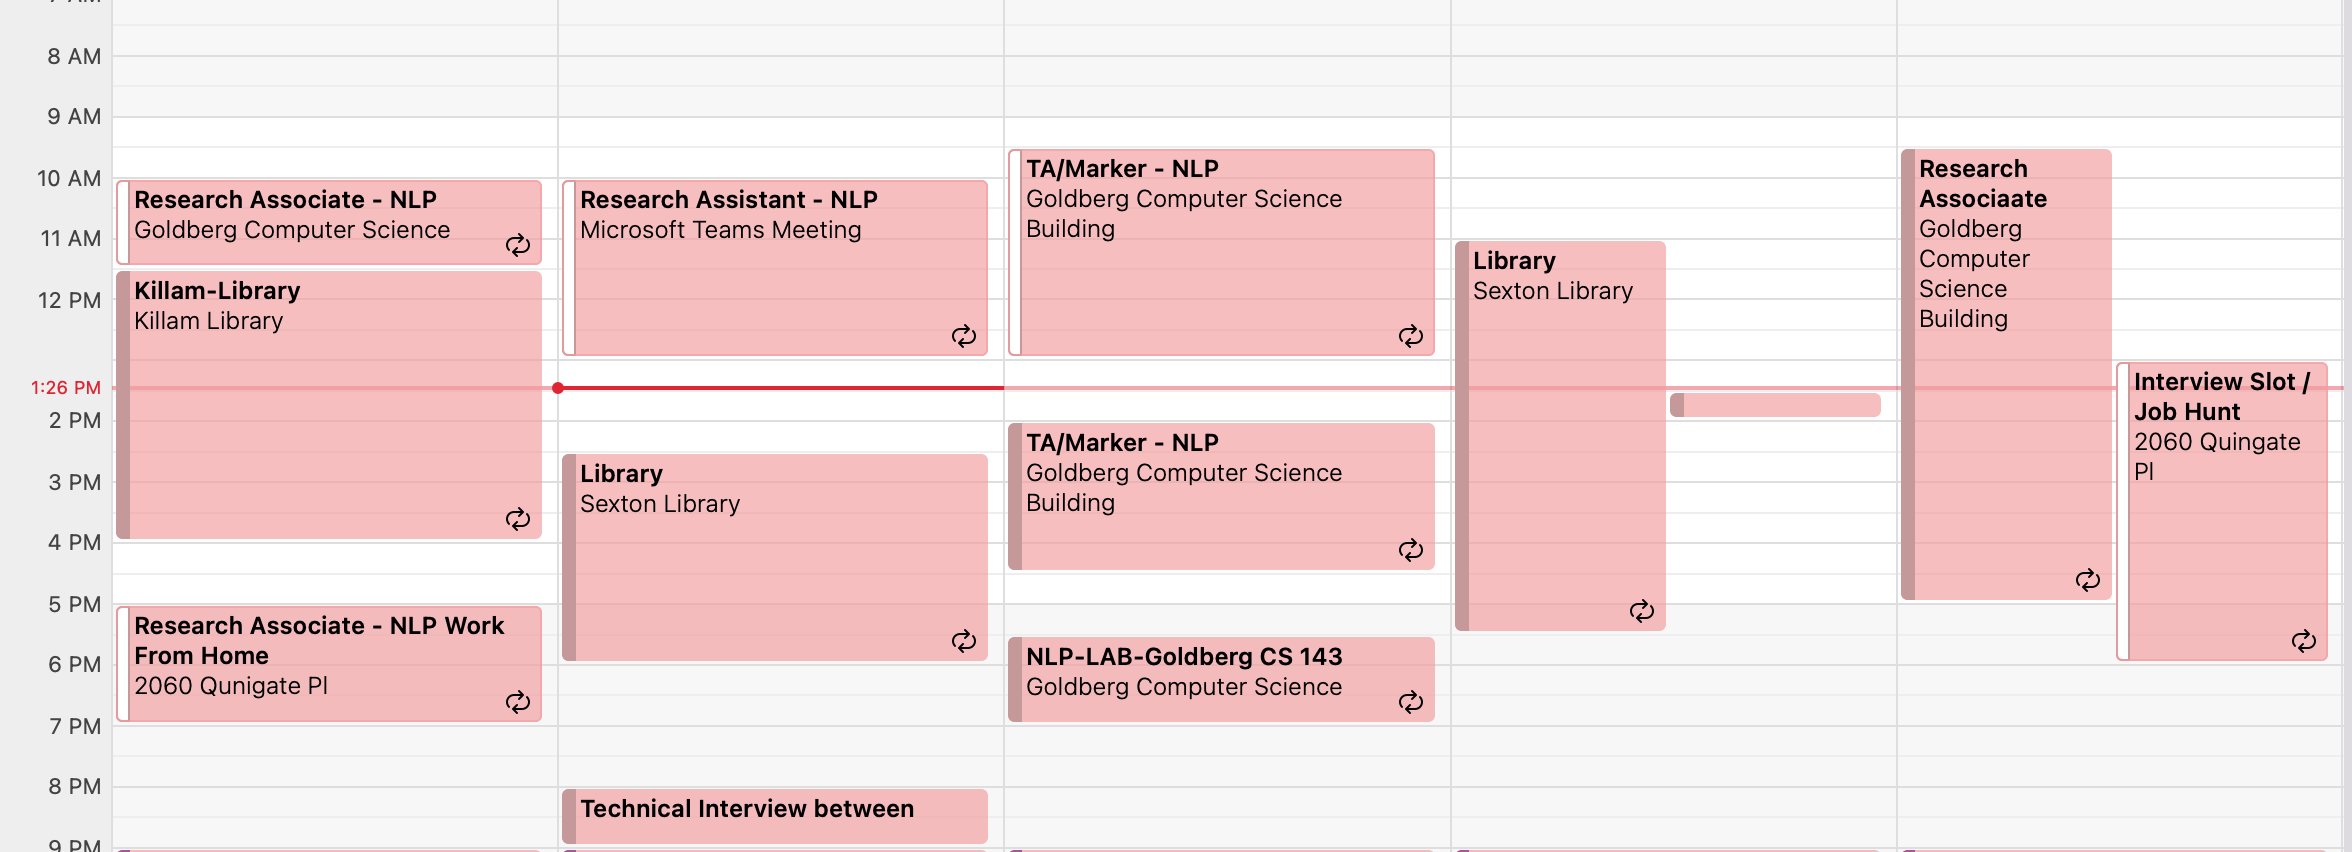 8 AM
9 AM
10 AM
11 AM
12 PM
1:26 PM
2 PM
3 PM
4 PM
5 PM
6 PM
7 PM
8 PM
9 PM
Research Associate - NLP
Goldberg Computer Science
Killam-Library
Killam Library
Research Associate - NLP Work
From Home
2060 Qunigate Pl
Research Assistant - NLP
Microsoft Teams Meeting
Library
Sexton Library
Technical Interview between
TA/Marker - NLP
Goldberg Computer Science
Building
TA/Marker - NLP
Goldberg Computer Science
Building
NLP-LAB-Goldberg CS 143
Goldberg Computer Science
Library
Sexton Library
Research
Associaate
Goldberg
Computer
Science
Building
Interview Slot /
Job Hunt
2060 Quingate
Pl